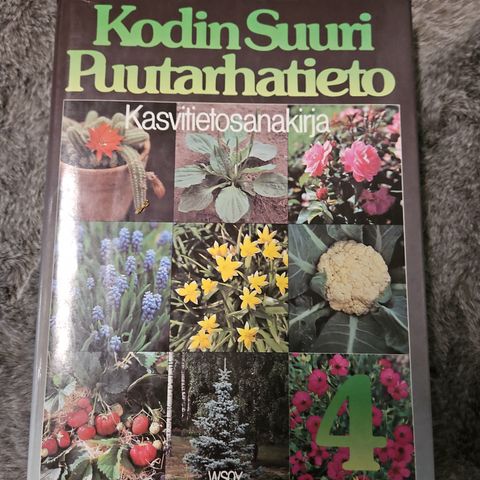 Kodin Suuri
Puutarhatieto
Kasvitietosanakirja
4
WSOY